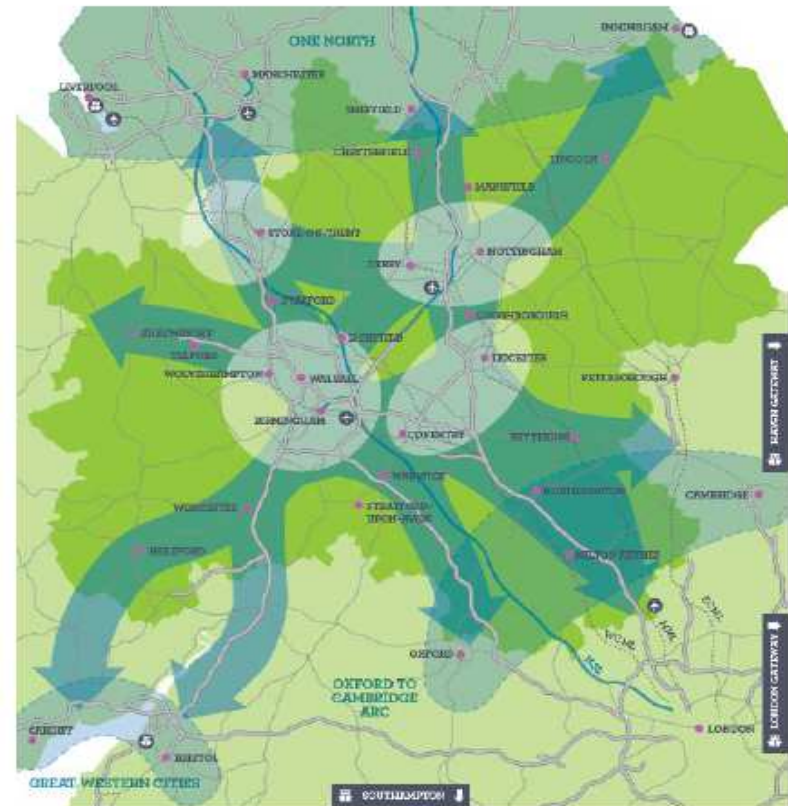 IMMINGHAM
ONE NORTH
MANCHESTER
LIVERPOOL
SHEFFIELD
CHESTERFIELD
LINCOLN
MANSFIELD
STOKE-ON-TRENT
NOTTINGHAM
DERBY
STAFFORD
LOUGHBOROUGH
SHREWSBURY
LICHFIELD
TELFORD
LEICESTER
WOLVERHAMPTON
WALSALL
PETERBOROUGH
HAVEN GATEWAY
BIRMINGHAM
COVENTRY
KETTERING
WARWICK
NORTHAMPTON
CAMBRIDGE
WORCESTER
STRATFORD-
UPON-AVON
HEREFORD
MILTON KEYNES
ECML
MML
WCML
OXFORD
HS2
LONDON GATEWAY
OXFORD TO
CAMBRIDGE
ARC
CARDIFF
LONDON
BRISTOL
GREAT WESTERN CITIES
SOUTHAMPTON